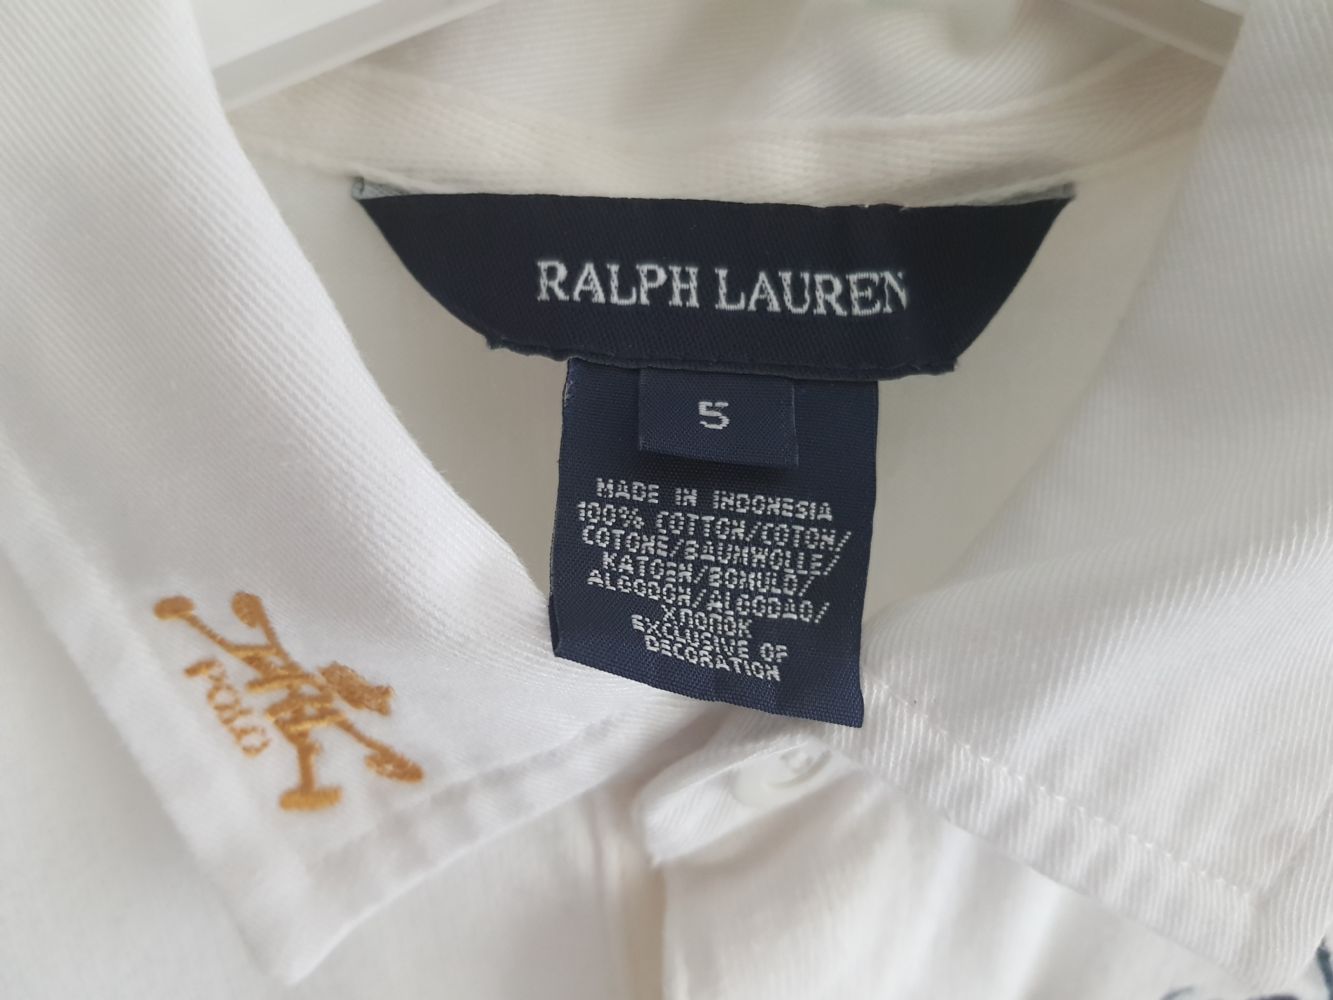 RALPH LAUREN
5
MADE IN INDONESIA
100% COTTON/COTON/
COTONE/BAUMWOLLE/
KATOEN/BOMULD/
ALGODON/ALGODAO/
ХЛОПОК
EXCLUSIVE OF
DECORATION
POLO